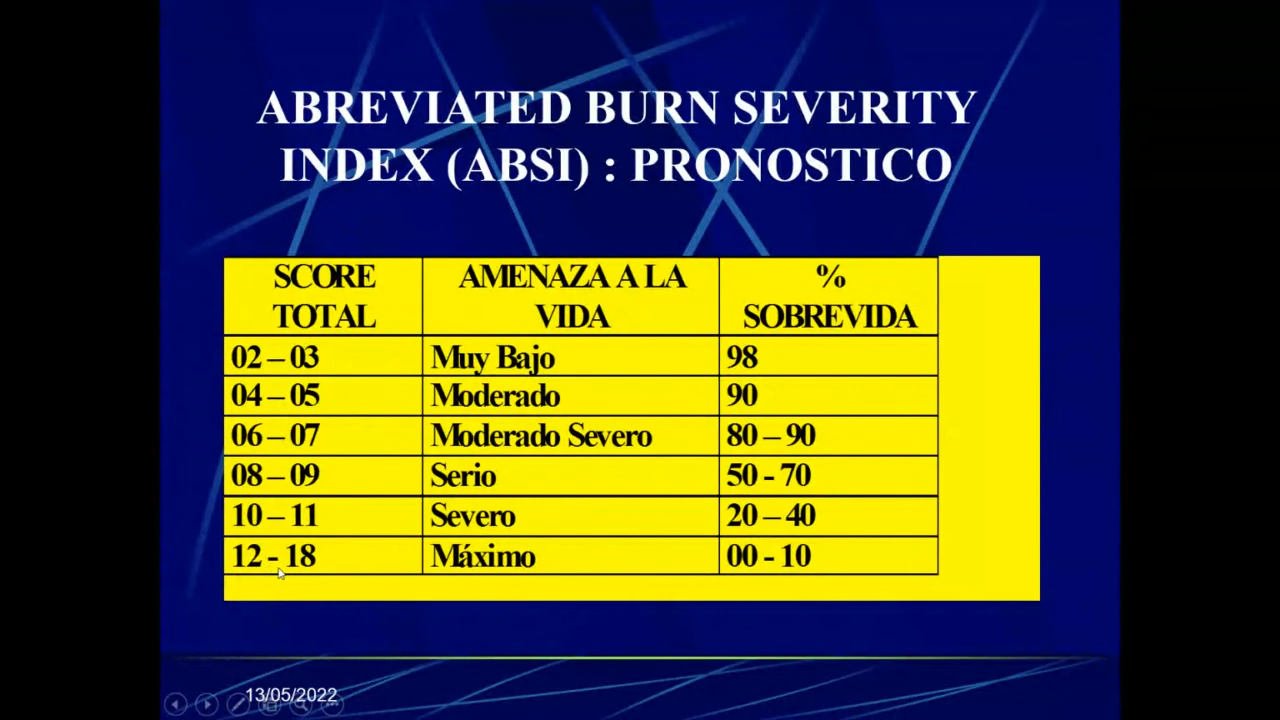 ABREVIATED BURN SEVERITY
INDEX (ABSI) : PRONOSTICO
SCORE TOTAL AMENAZA A LA VIDA % SOBREVIDA
02 – 03 Muy Bajo 98
04 – 05 Moderado 90
06 – 07 Moderado Severo 80 – 90
08 – 09 Serio 50 - 70
10 – 11 Severo 20 – 40
12 - 18 Máximo 00 - 10
13/05/2022